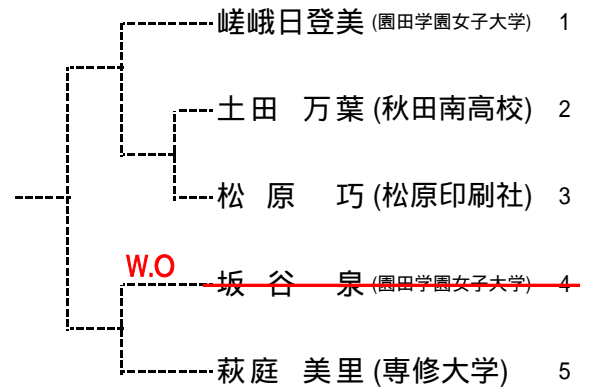 嵯峨日登美 (園田学園女子大学) 1
土田 万葉 (秋田南高校) 2
松原 巧 (松原印刷社) 3
W.O
坂谷 泉 (園田学園女子大学) 4
萩庭 美里 (専修大学) 5